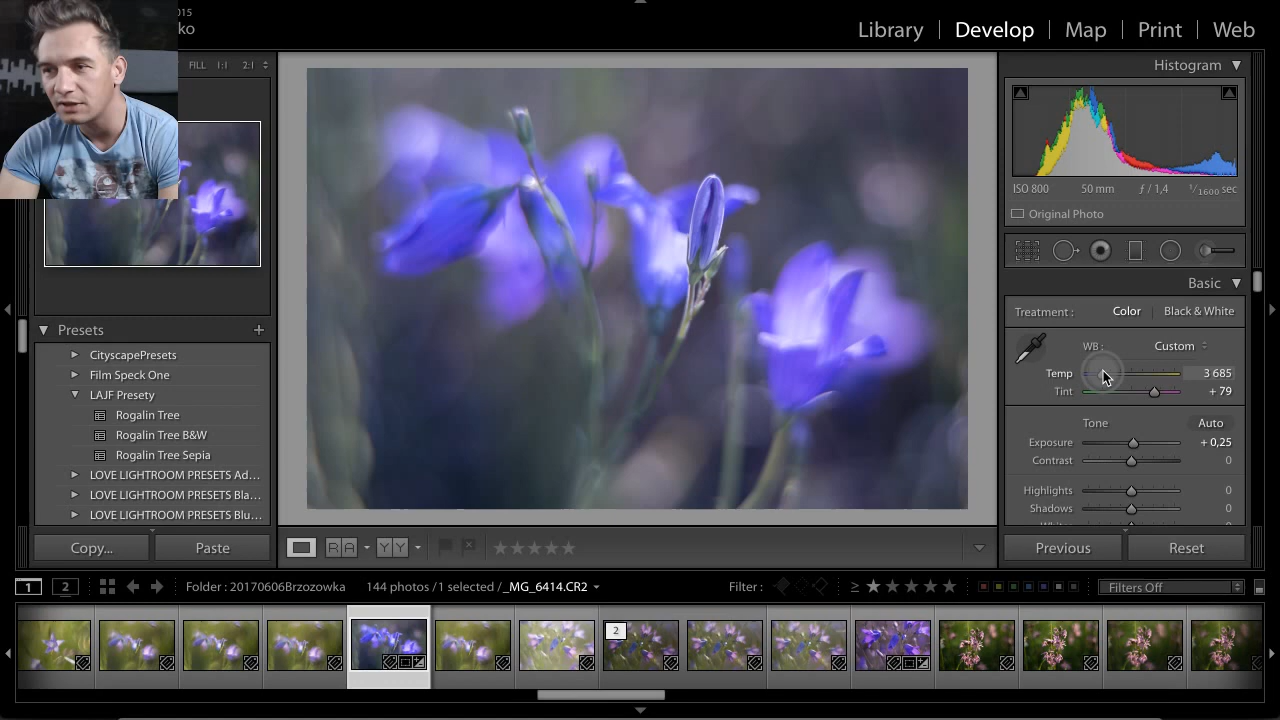 015
ko
Library | Develop | Map | Print | Web
FILL 1:1 2:1
Histogram
ISO 800 50 mm ƒ / 1,4 1/1600 sec
Original Photo
Basic
Treatment : Color | Black & White
WB : Custom
Temp 3 685
Tint + 79
Tone Auto
Exposure + 0,25
Contrast 0
Highlights 0
Shadows 0
Previous Reset
Presets +
CityscapePresets
Film Speck One
LAJF Presety
Rogalin Tree
Rogalin Tree B&W
Rogalin Tree Sepia
LOVE LIGHTROOM PRESETS Ad...
LOVE LIGHTROOM PRESETS Bla...
LOVE LIGHTROOM PRESETS Blu...
Copy... Paste
R A Y Y
1 2 Folder : 20170606Brzozowka 144 photos /1 selected /_MG_6414.CR2 Filter : ≥ Filters Off
2